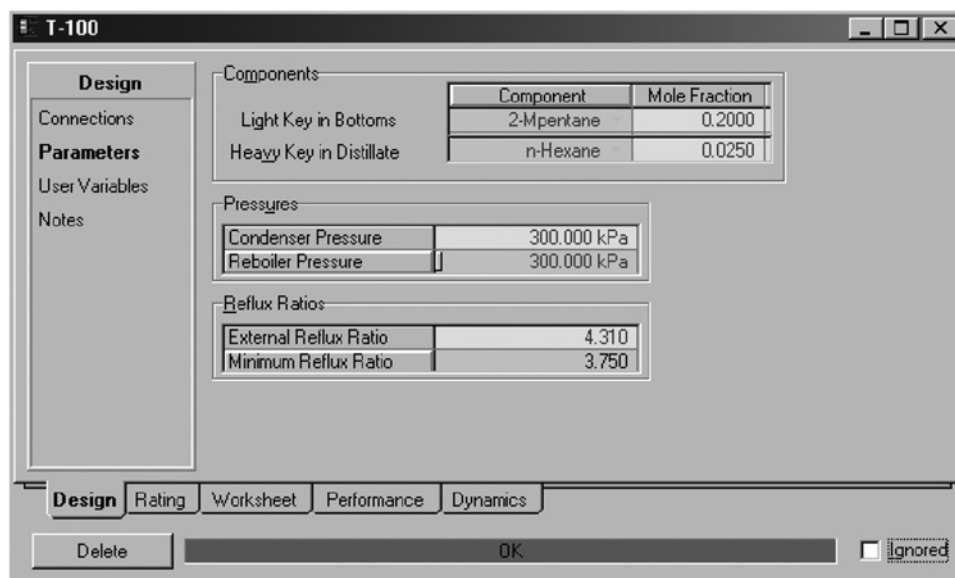 T-100
Design
Connections
Parameters
User Variables
Notes
Components
Component Mole Fraction
Light Key in Bottoms 2-Mpentane 0.2000
Heavy Key in Distillate n-Hexane 0.0250
Pressures
Condenser Pressure 300.000 kPa
Reboiler Pressure 300.000 kPa
Reflux Ratios
External Reflux Ratio 4.310
Minimum Reflux Ratio 3.750
Design Rating Worksheet Performance Dynamics
Delete OK Ignored